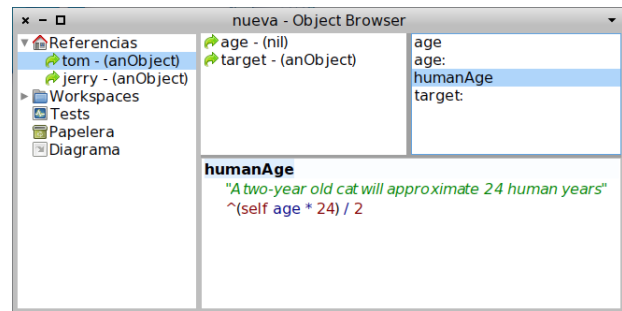 nueva - Object Browser
Referencias
tom - (anObject)
jerry - (anObject)
Workspaces
Tests
Papelera
Diagrama
age - (nil)
target - (anObject)
age
age:
humanAge
target:
humanAge
"A two-year old cat will approximate 24 human years"
^(self age * 24) / 2